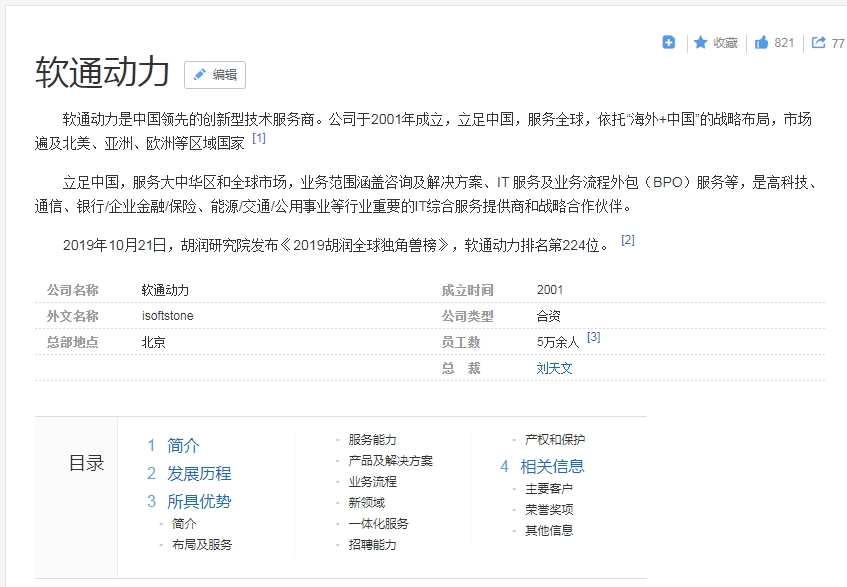 收藏 821 77
软通动力 编辑
软通动力是中国领先的创新型技术服务商。公司于2001年成立，立足中国，服务全球，依托“海外+中国”的战略布局，市场
遍及北美、亚洲、欧洲等区域国家 [1]
立足中国，服务大中华区和全球市场，业务范围涵盖咨询及解决方案、IT 服务及业务流程外包（BPO）服务等，是高科技、
通信、银行/企业金融/保险、能源/交通/公用事业等行业重要的IT综合服务提供商和战略合作伙伴。
2019年10月21日，胡润研究院发布《2019胡润全球独角兽榜》，软通动力排名第224位。 [2]
公司名称 软通动力 成立时间 2001
外文名称 isoftstone 公司类型 合资
总部地点 北京 员工数 5万余人 [3]
总 裁 刘天文
目录
1 简介
2 发展历程
3 所具优势
- 简介
- 布局及服务
- 服务能力
- 产品及解决方案
- 业务流程
- 新领域
- 一体化服务
- 招聘能力
- 产权和保护
4 相关信息
- 主要客户
- 荣誉奖项
- 其他信息